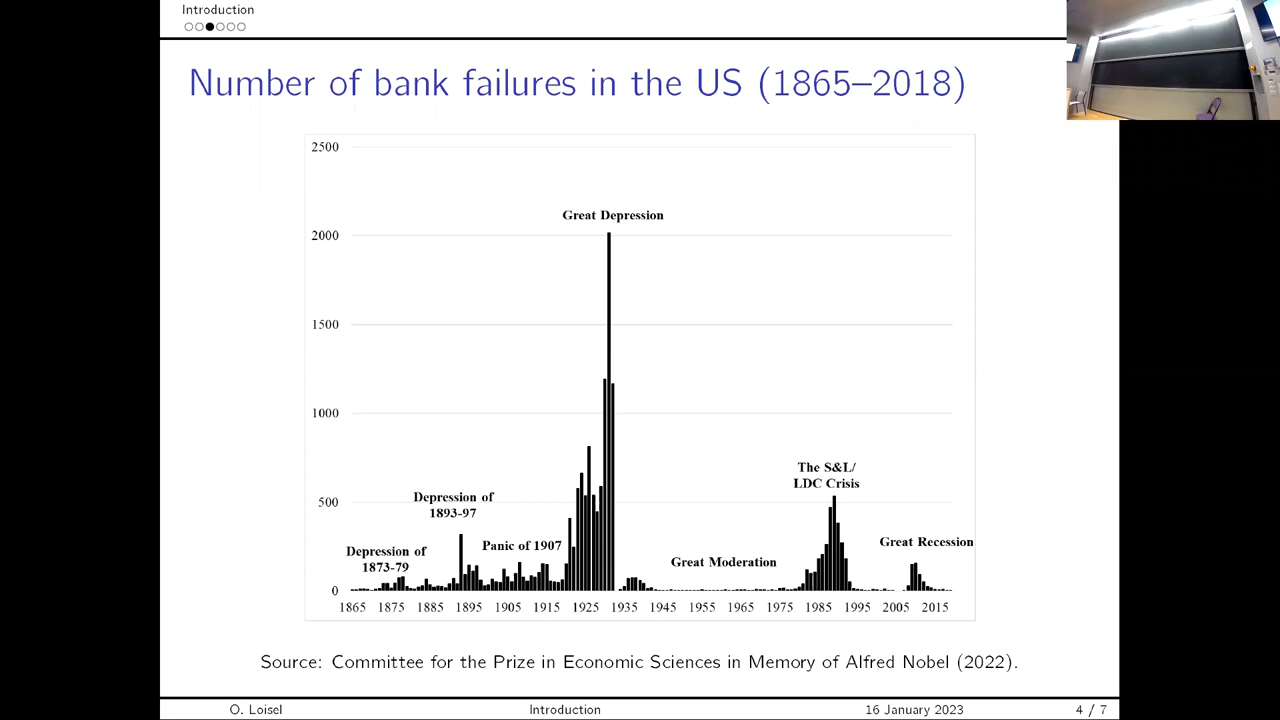 Introduction
Number of bank failures in the US (1865–2018)
2500
Great Depression
2000
1500
1000
The S&L/
LDC Crisis
Depression of
1893-97
500
Panic of 1907
Great Recession
Depression of
1873-79
Great Moderation
0
1865 1875 1885 1895 1905 1915 1925 1935 1945 1955 1965 1975 1985 1995 2005 2015
Source: Committee for the Prize in Economic Sciences in Memory of Alfred Nobel (2022).
O. Loisel Introduction 16 January 2023 4 / 7